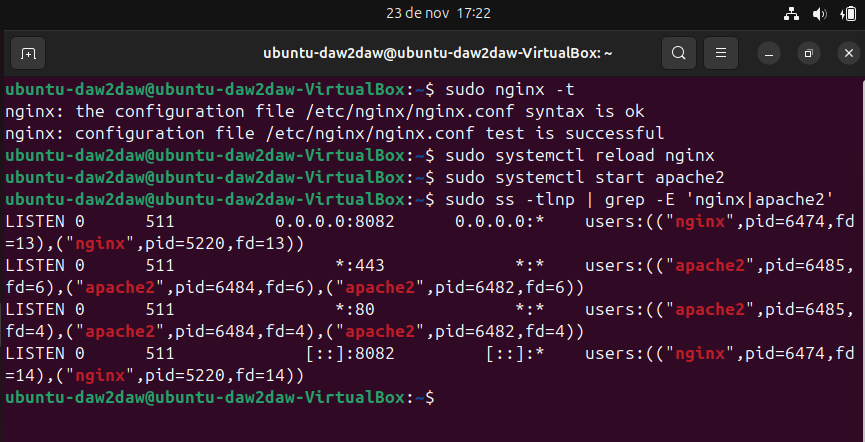 23 de nov 17:22
ubuntu-daw2daw@ubuntu-daw2daw-VirtualBox: ~
ubuntu-daw2daw@ubuntu-daw2daw-VirtualBox:~$ sudo nginx -t
nginx: the configuration file /etc/nginx/nginx.conf syntax is ok
nginx: configuration file /etc/nginx/nginx.conf test is successful
ubuntu-daw2daw@ubuntu-daw2daw-VirtualBox:~$ sudo systemctl reload nginx
ubuntu-daw2daw@ubuntu-daw2daw-VirtualBox:~$ sudo systemctl start apache2
ubuntu-daw2daw@ubuntu-daw2daw-VirtualBox:~$ sudo ss -tlnp | grep -E 'nginx|apache2'
LISTEN 0      511          0.0.0.0:8082      0.0.0.0:*    users:(("nginx",pid=6474,fd
=13),("nginx",pid=5220,fd=13))
LISTEN 0      511                *:443             *:*    users:(("apache2",pid=6485,
fd=6),("apache2",pid=6484,fd=6),("apache2",pid=6482,fd=6))
LISTEN 0      511                *:80              *:*    users:(("apache2",pid=6485,
fd=4),("apache2",pid=6484,fd=4),("apache2",pid=6482,fd=4))
LISTEN 0      511             [::]:8082         [::]:*    users:(("nginx",pid=6474,fd
=14),("nginx",pid=5220,fd=14))
ubuntu-daw2daw@ubuntu-daw2daw-VirtualBox:~$